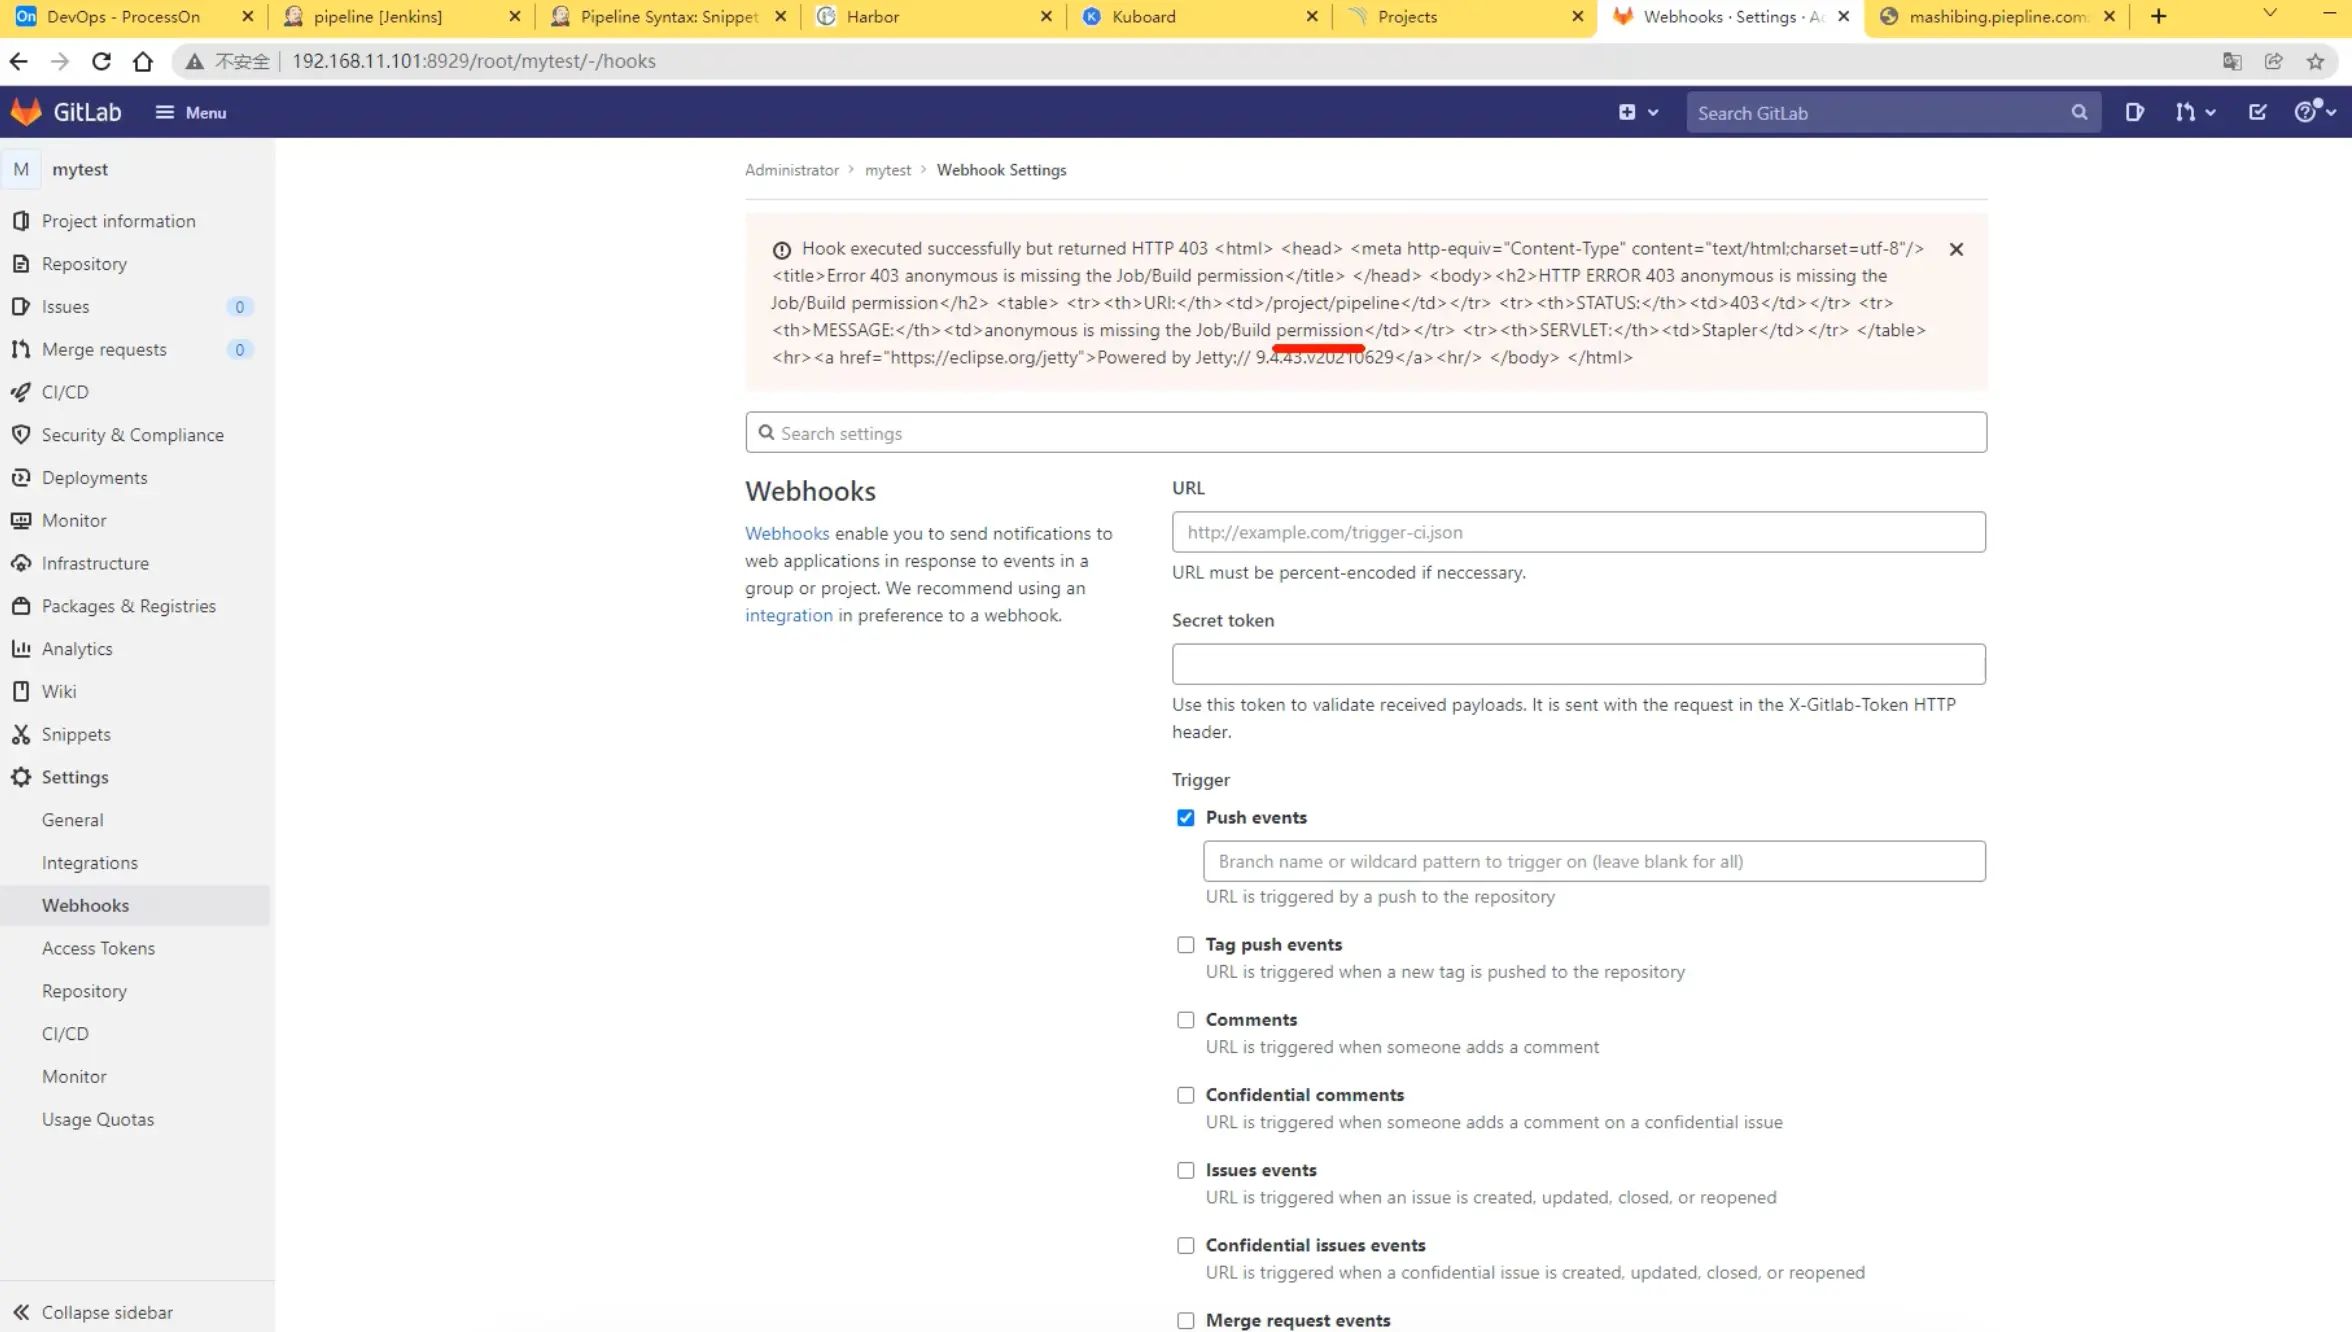 DevOps - ProcessOn
pipeline [Jenkins]
Pipeline Syntax: Snippet
Harbor
Kuboard
Projects
Webhooks · Settings ·
mashibing.piepline.com
不安全
192.168.11.101:8929/root/mytest/-/hooks
GitLab
Menu
Search GitLab
M
mytest
Project information
Repository
Issues
0
Merge requests
0
CI/CD
Security & Compliance
Deployments
Monitor
Infrastructure
Packages & Registries
Analytics
Wiki
Snippets
Settings
General
Integrations
Webhooks
Access Tokens
Repository
CI/CD
Monitor
Usage Quotas
Collapse sidebar
Administrator > mytest > Webhook Settings
Hook executed successfully but returned HTTP 403 <html> <head> <meta http-equiv="Content-Type" content="text/html;charset=utf-8"/>
<title>Error 403 anonymous is missing the Job/Build permission</title> </head> <body><h2>HTTP ERROR 403 anonymous is missing the
Job/Build permission</h2> <table> <tr><th>URI:</th><td>/project/pipeline</td></tr> <tr><th>STATUS:</th><td>403</td></tr> <tr>
<th>MESSAGE:</th><td>anonymous is missing the Job/Build permission</td></tr> <tr><th>SERVLET:</th><td>Stapler</td></tr> </table>
<hr><a href="https://eclipse.org/jetty">Powered by Jetty:// 9.4.43.v20210629</a><hr/> </body> </html>
Search settings
Webhooks
Webhooks enable you to send notifications to
web applications in response to events in a
group or project. We recommend using an
integration in preference to a webhook.
URL
http://example.com/trigger-ci.json
URL must be percent-encoded if neccessary.
Secret token
Use this token to validate received payloads. It is sent with the request in the X-Gitlab-Token HTTP
header.
Trigger
Push events
Branch name or wildcard pattern to trigger on (leave blank for all)
URL is triggered by a push to the repository
Tag push events
URL is triggered when a new tag is pushed to the repository
Comments
URL is triggered when someone adds a comment
Confidential comments
URL is triggered when someone adds a comment on a confidential issue
Issues events
URL is triggered when an issue is created, updated, closed, or reopened
Confidential issues events
URL is triggered when a confidential issue is created, updated, closed, or reopened
Merge request events